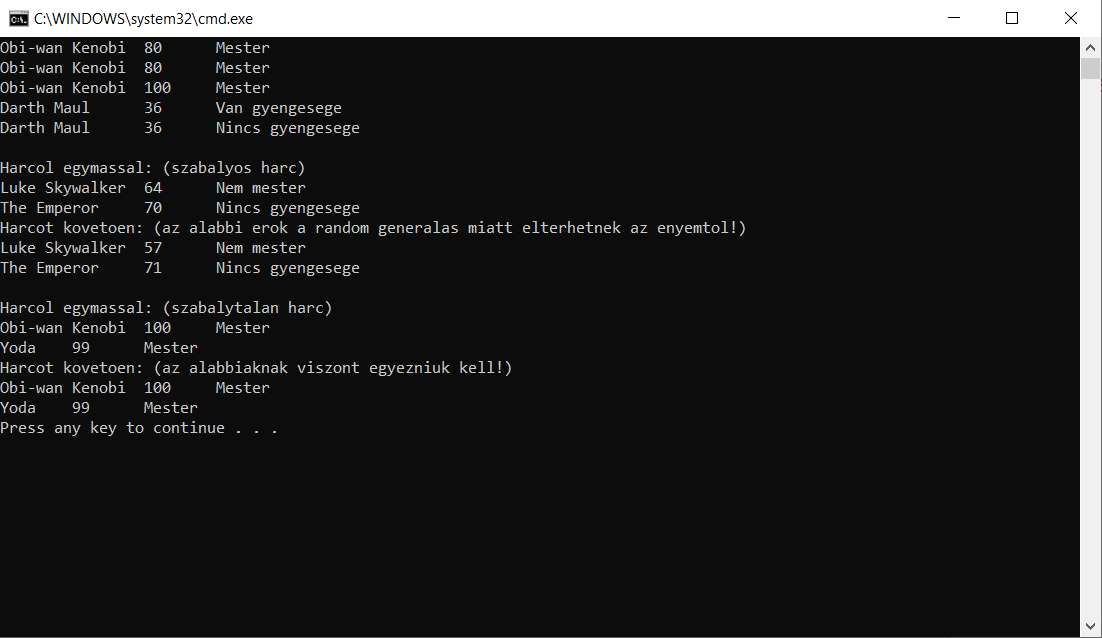 C:\WINDOWS\system32\cmd.exe
Obi-wan Kenobi  80      Mester
Obi-wan Kenobi  80      Mester
Obi-wan Kenobi  100     Mester
Darth Maul      36      Van gyengesege
Darth Maul      36      Nincs gyengesege
Harcol egymassal: (szabalyos harc)
Luke Skywalker  64      Nem mester
The Emperor     70      Nincs gyengesege
Harcot kovetoen: (az alabbi erok a random generalas miatt elterhetnek az enyemtol!)
Luke Skywalker  57      Nem mester
The Emperor     71      Nincs gyengesege
Harcol egymassal: (szabalytalan harc)
Obi-wan Kenobi  100     Mester
Yoda    99      Mester
Harcot kovetoen: (az alabbiaknak viszont egyezniuk kell!)
Obi-wan Kenobi  100     Mester
Yoda    99      Mester
Press any key to continue . . .